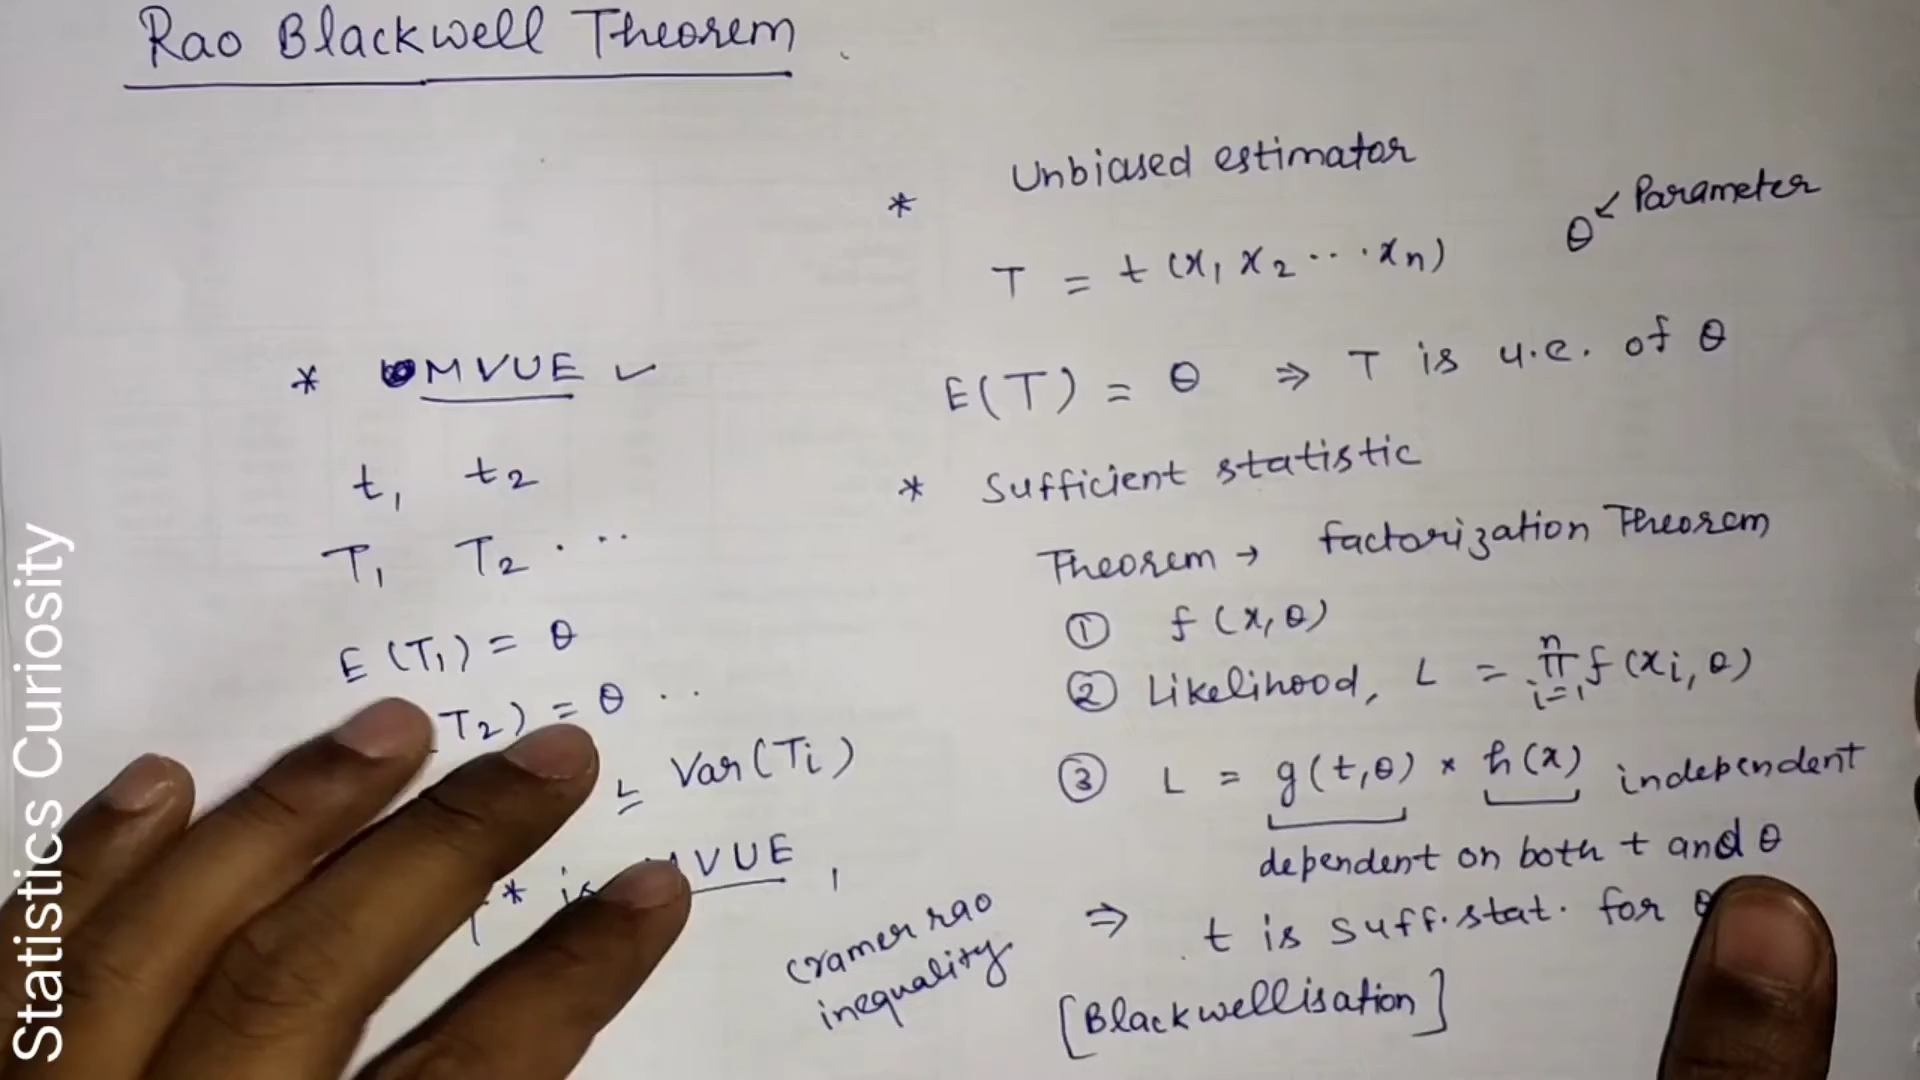 Rao Blackwell Theorem
* MVUE ✓
t₁ t₂
T₁ T₂ . ..
E (T₁) = θ
T₂) = θ ..
≤ Var(Ti)
* is VUE ,
cramer rao
inequality
* Unbiased estimator
θ ↙ Parameter
T = t (x₁ x₂ ... xn)
E(T) = θ ⇒ T is u.e. of θ
* Sufficient statistic
Theorem → factorization Theorem
① f (x, θ)
② Likelihood, L = n π i=1 f (xi, θ)
③ L = g (t, θ) * h (x) independent
dependent on both t and θ
⇒ t is suff. stat. for θ
[Blackwellisation]
Statistics Curiosity